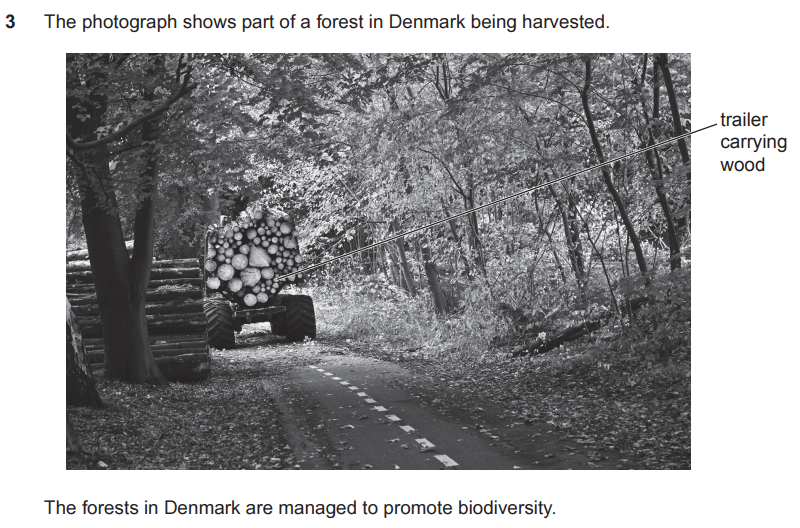 3 The photograph shows part of a forest in Denmark being harvested.
trailer
carrying
wood
The forests in Denmark are managed to promote biodiversity.